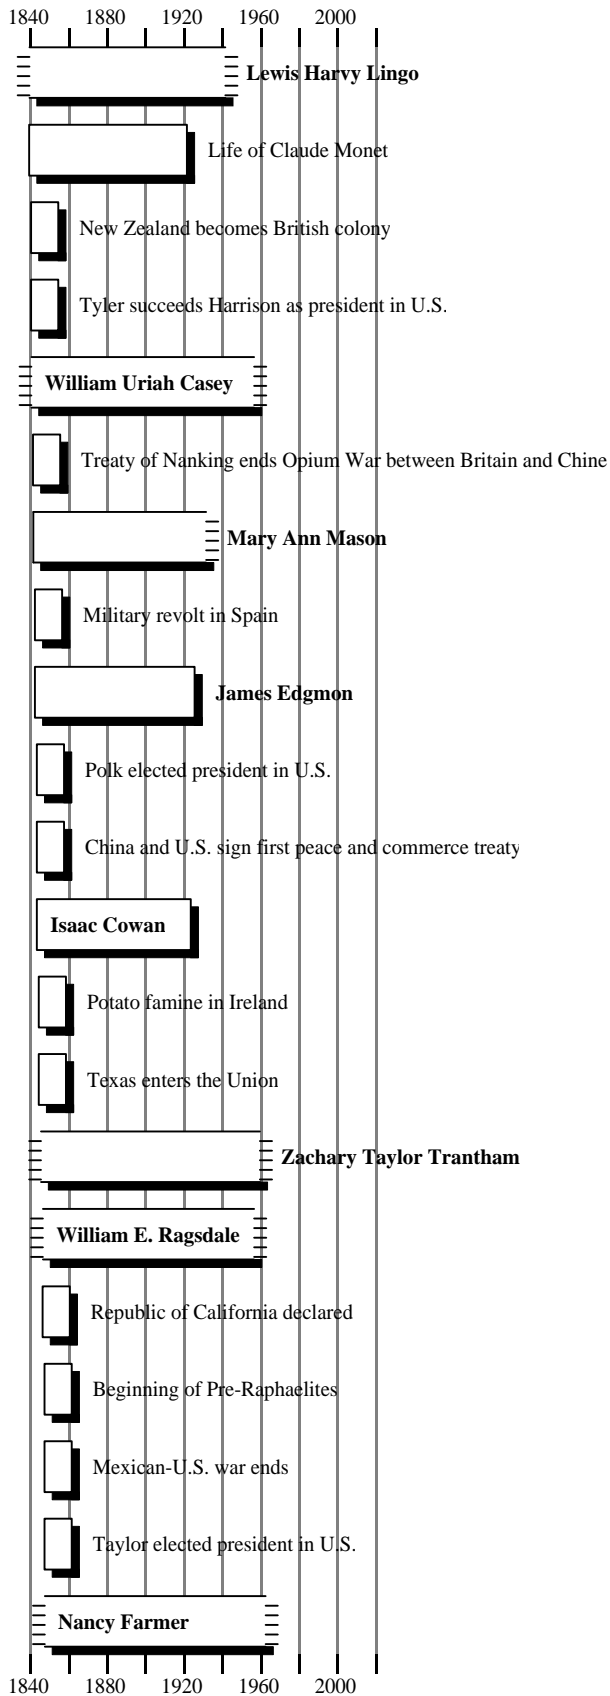 1840 1880 1920 1960 2000
Lewis Harvy Lingo
Life of Claude Monet
New Zealand becomes British colony
Tyler succeeds Harrison as president in U.S.
William Uriah Casey
Treaty of Nanking ends Opium War between Britain and Chine
Mary Ann Mason
Military revolt in Spain
James Edgmon
Polk elected president in U.S.
China and U.S. sign first peace and commerce treaty
Isaac Cowan
Potato famine in Ireland
Texas enters the Union
Zachary Taylor Trantham
William E. Ragsdale
Republic of California declared
Beginning of Pre-Raphaelites
Mexican-U.S. war ends
Taylor elected president in U.S.
Nancy Farmer
1840 1880 1920 1960 2000